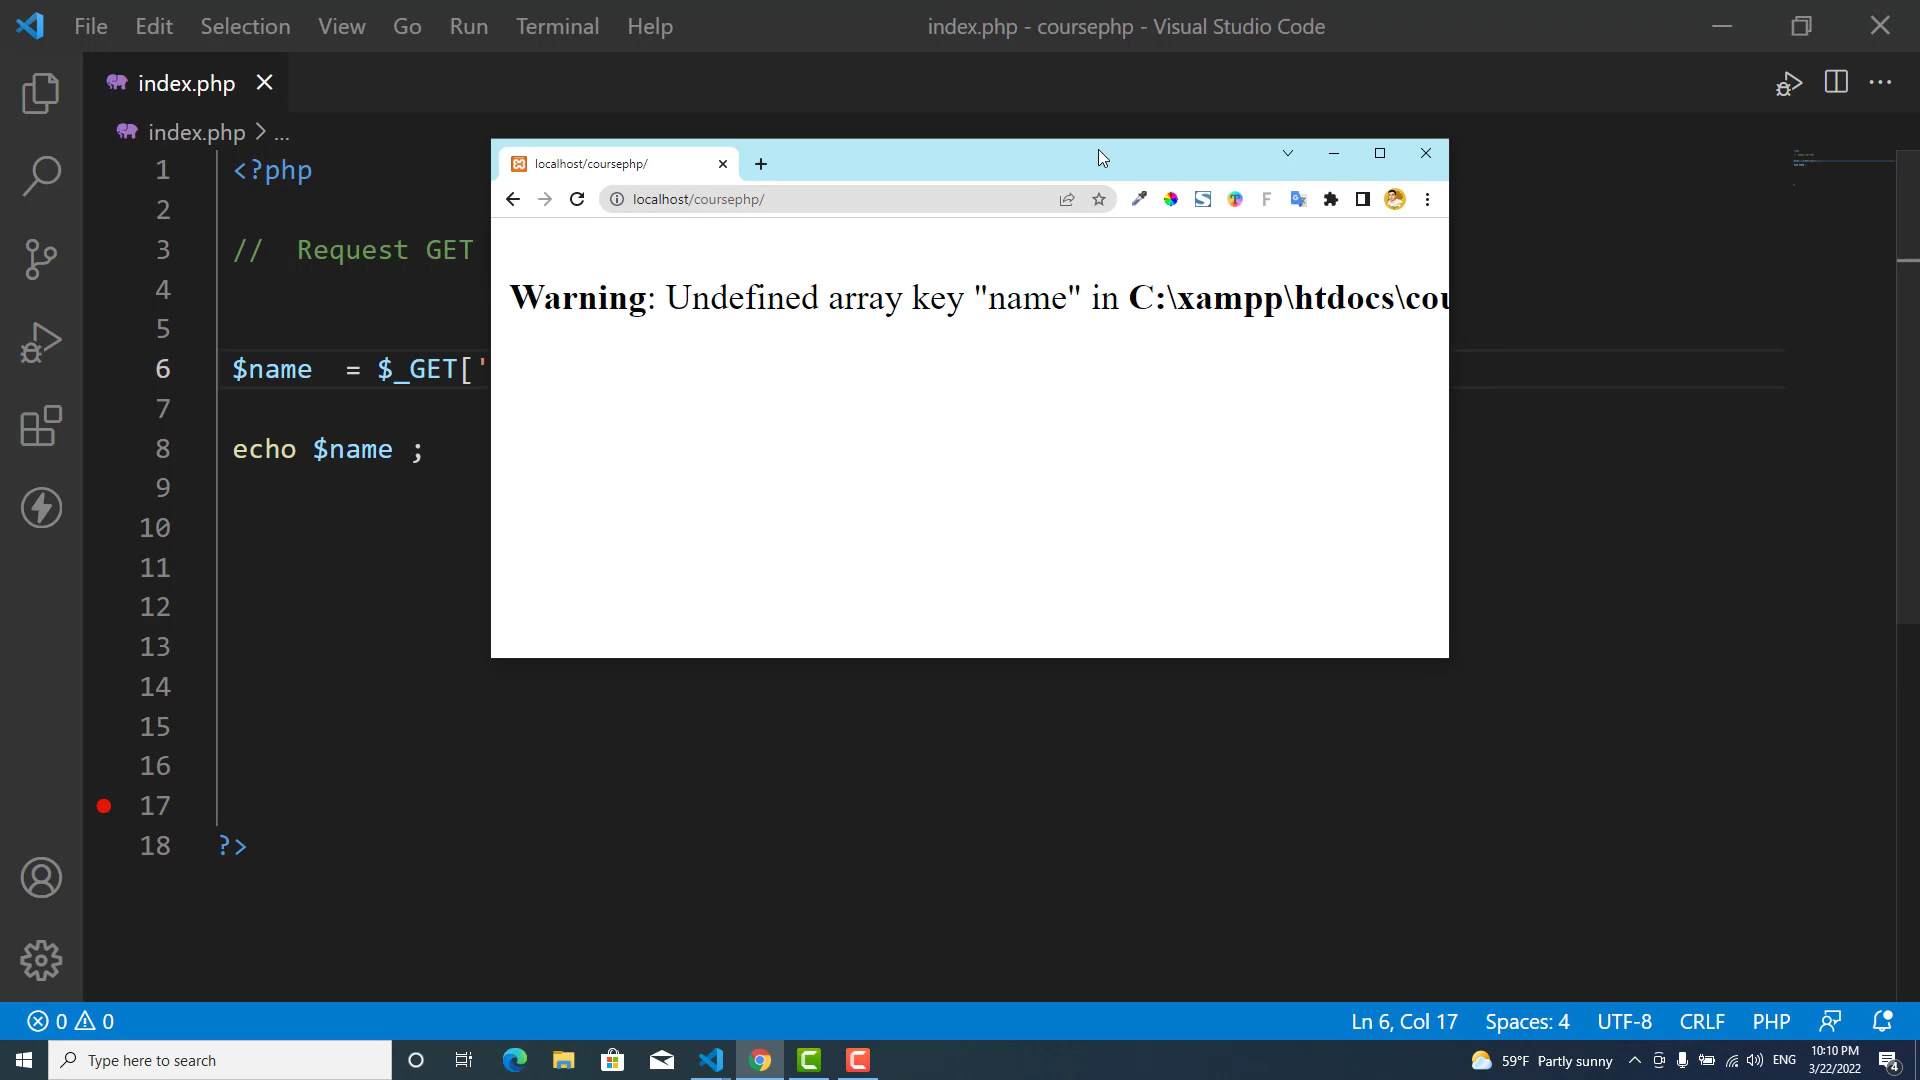 File Edit Selection View Go Run Terminal Help
index.php - coursephp - Visual Studio Code
index.php
index.php > ...
1 <?php
2
3 // Request GET
4
5
6 $name = $_GET['
7
8 echo $name ;
9
10
11
12
13
14
15
16
17
18 ?>
localhost/coursephp/
localhost/coursephp/
Warning: Undefined array key "name" in C:\xampp\htdocs\cou
0 0
Ln 6, Col 17 Spaces: 4 UTF-8 CRLF PHP
Type here to search
59°F Partly sunny
ENG
10:10 PM
3/22/2022
4